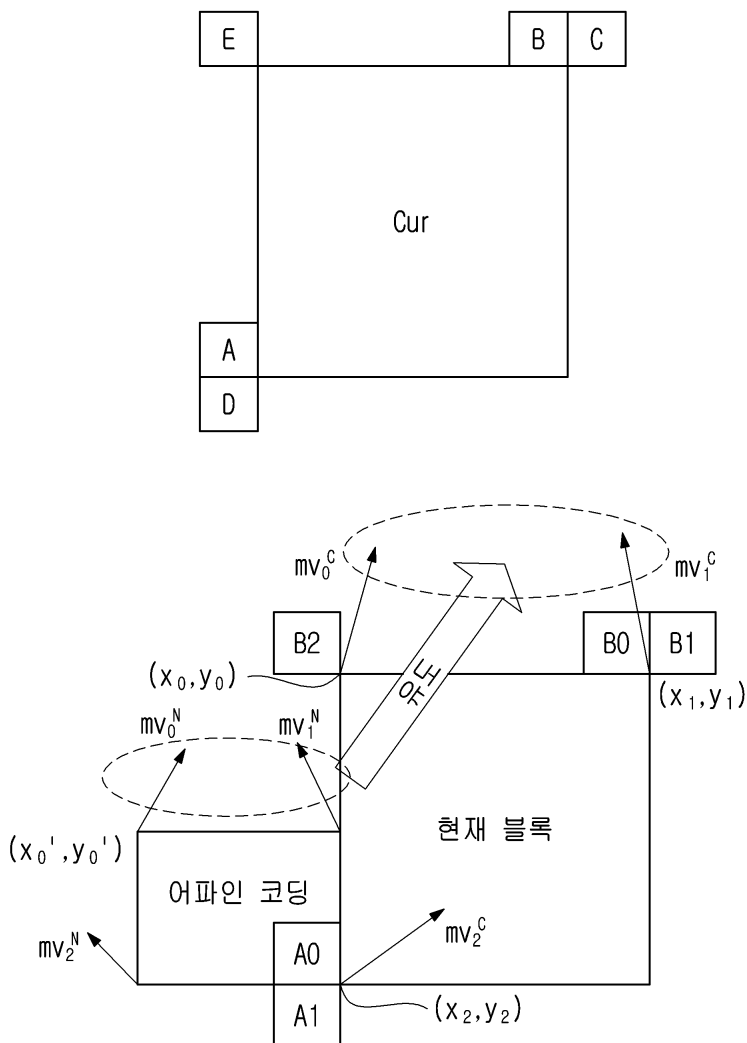 E B C
Cur
A
D
mv₀ᶜ mv₁ᶜ
B2 B0 B1
(x₀,y₀) 유도 (x₁,y₁)
mv₀ᴺ mv₁ᴺ
(x₀',y₀') 현재 블록
어파인 코딩
mv₂ᴺ A0 mv₂ᶜ
A1 (x₂,y₂)